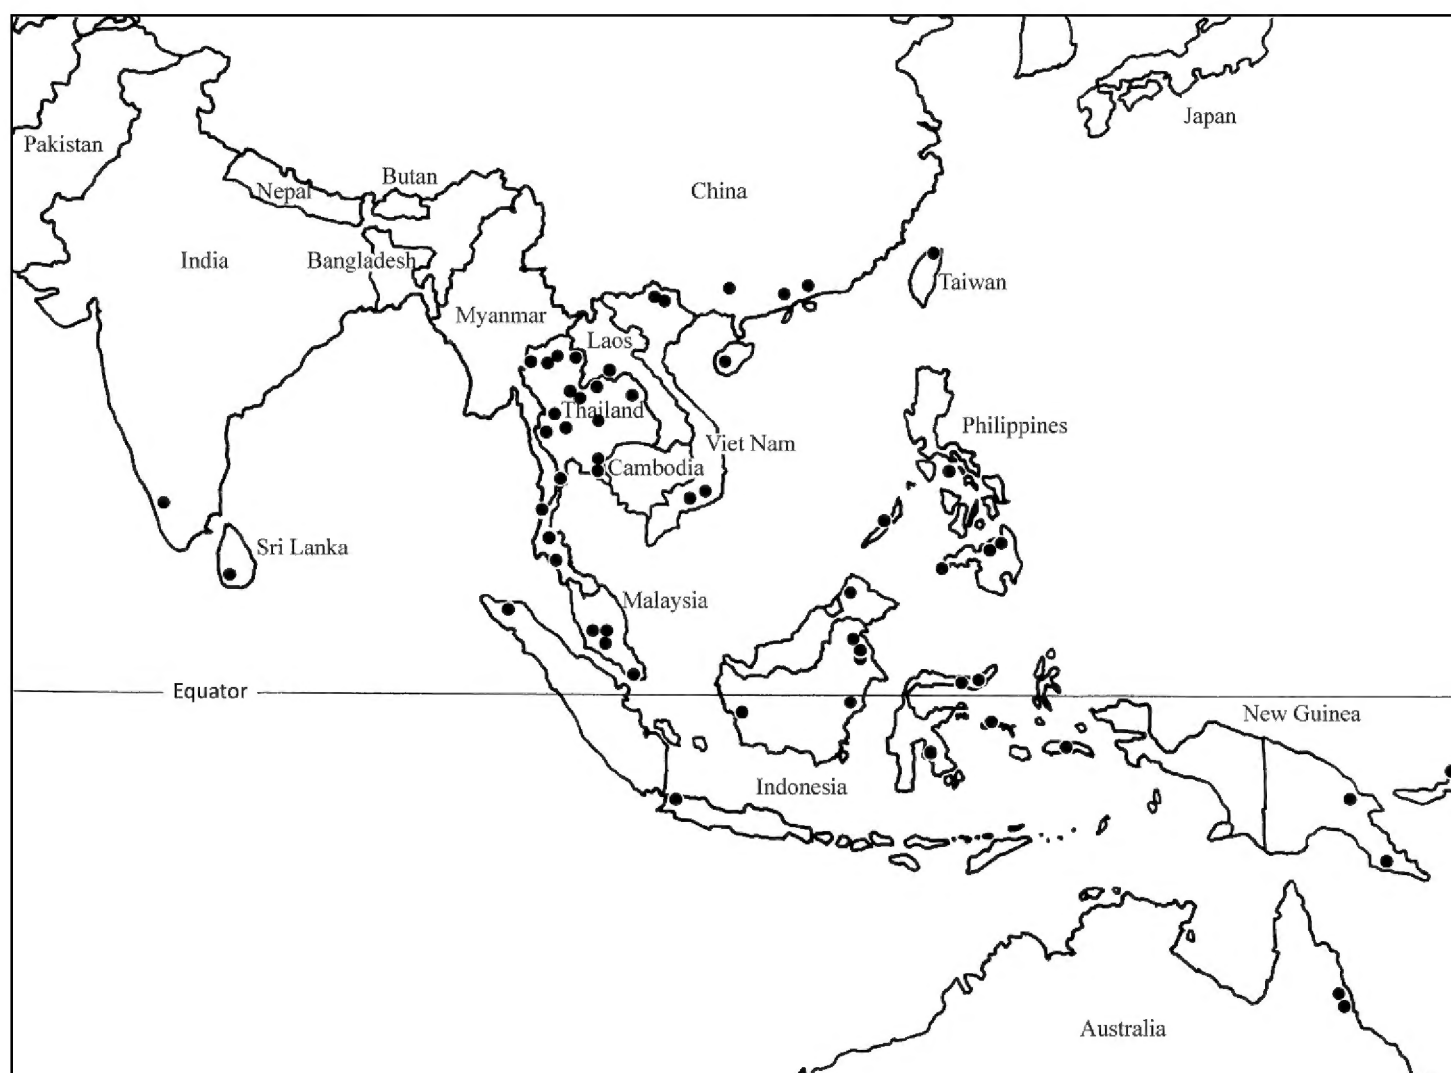 Japan
Pakistan
Nepal
Butan
China
India
Bangladesh
Taiwan
Myanmar
Laos
Thailand
Philippines
Viet Nam
Cambodia
Sri Lanka
Malaysia
Equator
New Guinea
Indonesia
Australia